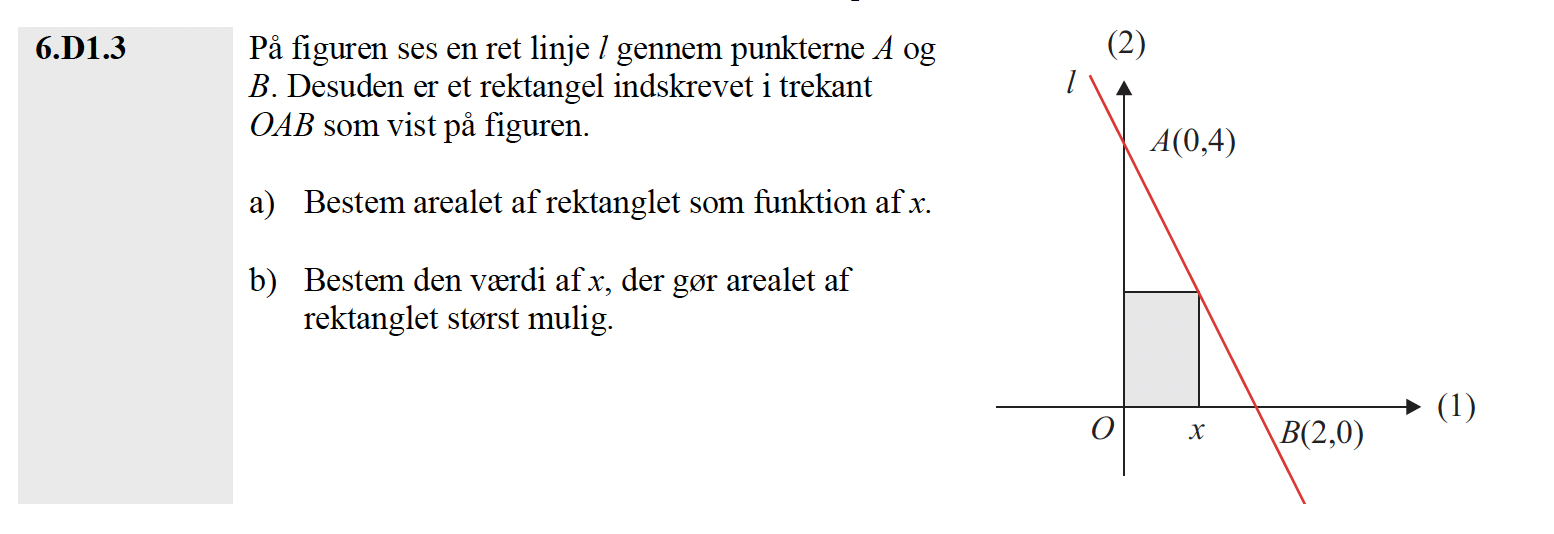 6.D1.3
På figuren ses en ret linje l gennem punkterne A og
B. Desuden er et rektangel indskrevet i trekant
OAB som vist på figuren.
a) Bestem arealet af rektanglet som funktion af x.
b) Bestem den værdi af x, der gør arealet af
rektanglet størst mulig.
(2)
l
A(0,4)
(1)
O
x
B(2,0)